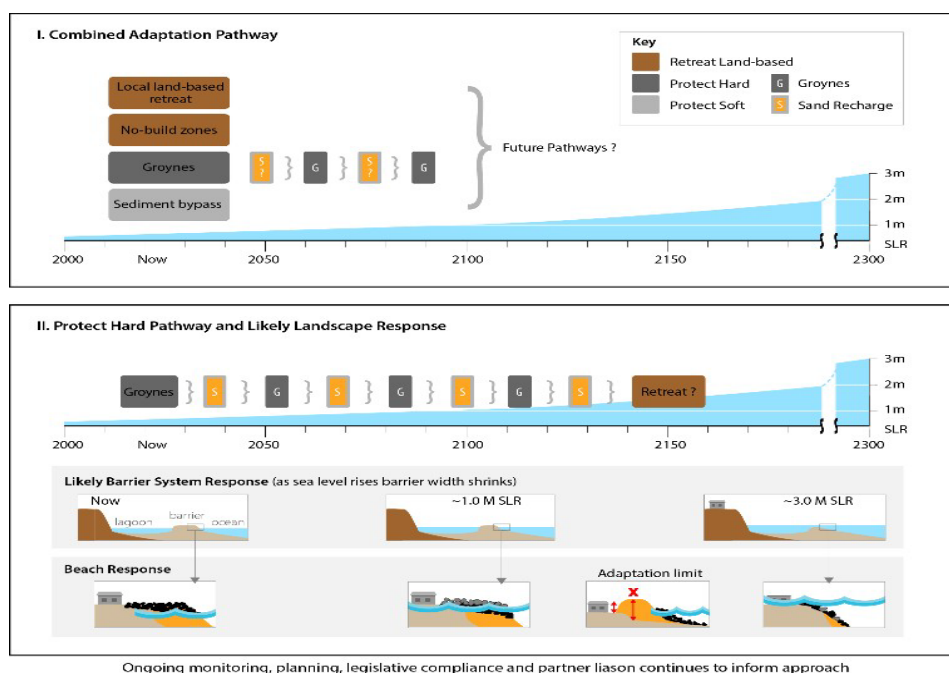 I. Combined Adaptation Pathway
Key
Retreat Land-based
Protect Hard
G
Groynes
Protect Soft
S
Sand Recharge
Local land-based
retreat
No-build zones
Groynes
Sediment bypass
S
?
}
G
}
S
?
}
G
}
Future Pathways ?
3m
2m
1m
SLR
2000
Now
2050
2100
2150
2300
II. Protect Hard Pathway and Likely Landscape Response
Groynes
}
S
}
G
}
S
}
G
}
S
}
G
}
S
}
Retreat ?
3m
2m
1m
SLR
2000
Now
2050
2100
2150
2300
Likely Barrier System Response (as sea level rises barrier width shrinks)
Now
lagoon
barrier
ocean
~1.0 M SLR
~3.0 M SLR
Beach Response
Adaptation limit
X
Ongoing monitoring, planning, legislative compliance and partner liason continues to inform approach